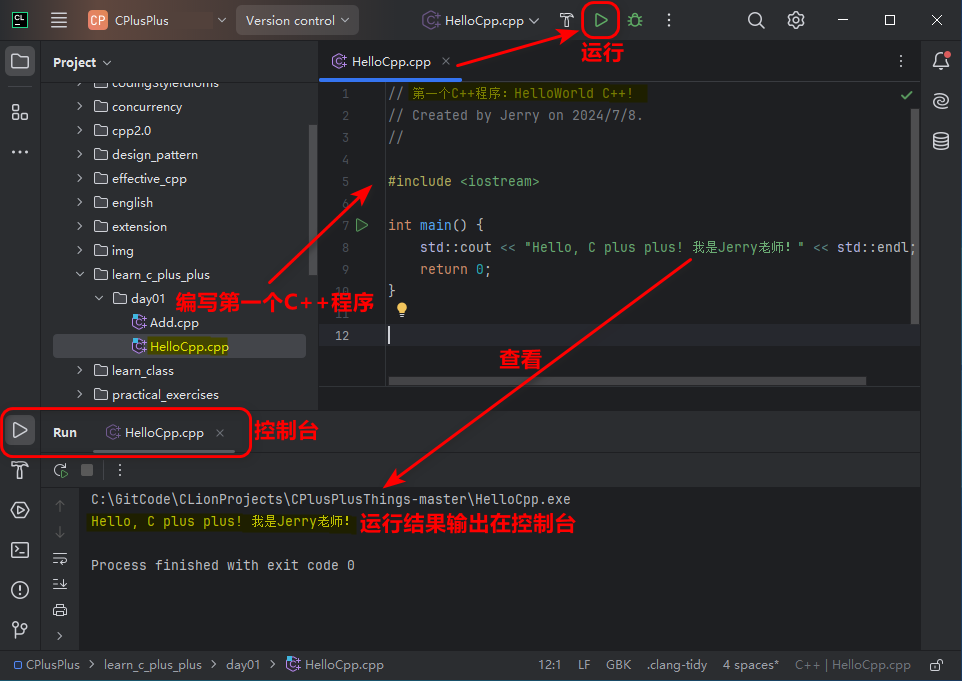 CL
CP CPlusPlus
Version control
HelloCpp.cpp
运行
Project
HelloCpp.cpp
codingStyleIdioms
concurrency
cpp2.0
design_pattern
effective_cpp
english
extension
img
learn_c_plus_plus
day01
Add.cpp
HelloCpp.cpp
learn_class
practical_exercises
编写第一个C++程序
1 // 第一个C++程序：HelloWorld C++!
2 // Created by Jerry on 2024/7/8.
3 //
4
5 #include <iostream>
6
7 int main() {
8 std::cout << "Hello, C plus plus! 我是Jerry老师！" << std::endl;
9 return 0;
10 }
11
12
查看
Run
HelloCpp.cpp
控制台
C:\GitCode\CLionProjects\CPlusPlusThings-master\HelloCpp.exe
Hello, C plus plus! 我是Jerry老师！
运行结果输出在控制台
Process finished with exit code 0
CPlusPlus > learn_c_plus_plus > day01 > HelloCpp.cpp
12:1 LF GBK .clang-tidy 4 spaces* C++ | HelloCpp.cpp